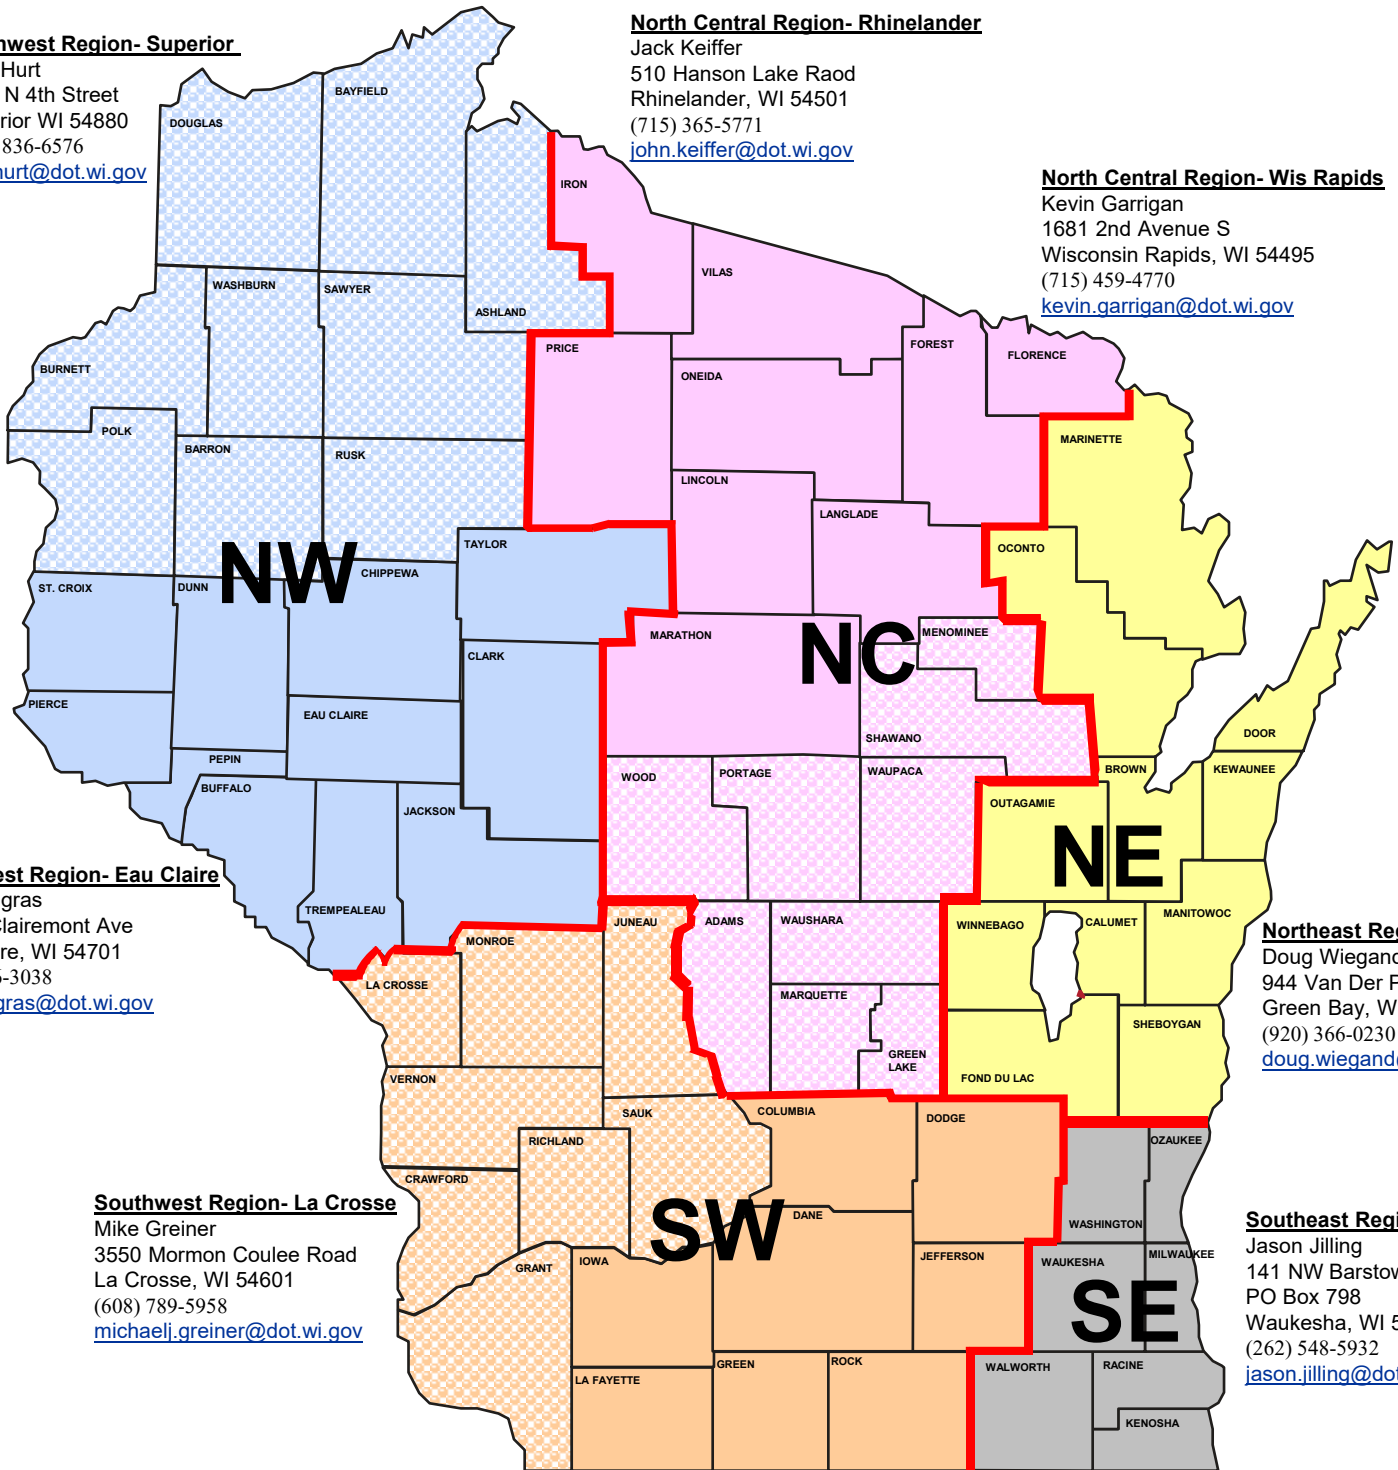 North Central Region- Rhinelander
Jack Keiffer
510 Hanson Lake Raod
Rhinelander, WI 54501
(715) 365-5771
john.keiffer@dot.wi.gov
nwest Region- Superior
Hurt
N 4th Street
rior WI 54880
836-6576
hurt@dot.wi.gov
North Central Region- Wis Rapids
Kevin Garrigan
1681 2nd Avenue S
Wisconsin Rapids, WI 54495
(715) 459-4770
kevin.garrigan@dot.wi.gov
BAYFIELD
DOUGLAS
IRON
VILAS
WASHBURN
SAWYER
ASHLAND
PRICE
FOREST
FLORENCE
BURNETT
ONEIDA
POLK
BARRON
RUSK
MARINETTE
LINCOLN
LANGLADE
TAYLOR
OCONTO
NW
CHIPPEWA
ST. CROIX
DUNN
MARATHON
MENOMINEE
NC
CLARK
PIERCE
EAU CLAIRE
SHAWANO
DOOR
PEPIN
BROWN
KEWAUNEE
WOOD
PORTAGE
WAUPACA
BUFFALO
JACKSON
OUTAGAMIE
NE
est Region- Eau Claire
gras
Clairemont Ave
re, WI 54701
6-3038
gras@dot.wi.gov
TREMPEALEAU
JUNEAU
ADAMS
WAUSHARA
WINNEBAGO
CALUMET
MANITOWOC
MONROE
LA CROSSE
MARQUETTE
GREEN
LAKE
SHEBOYGAN
FOND DU LAC
Northeast Reg
Doug Wiegand
944 Van Der P
Green Bay, W
(920) 366-0230
doug.wiegand@
VERNON
SAUK
COLUMBIA
DODGE
RICHLAND
OZAUKEE
CRAWFORD
SW
DANE
WASHINGTON
Southwest Region- La Crosse
Mike Greiner
3550 Mormon Coulee Road
La Crosse, WI 54601
(608) 789-5958
michaelj.greiner@dot.wi.gov
GRANT
IOWA
JEFFERSON
WAUKESHA
MILWAUKEE
SE
Southeast Regi
Jason Jilling
141 NW Barstow
PO Box 798
Waukesha, WI 5
(262) 548-5932
jason.jilling@dot
LA FAYETTE
GREEN
ROCK
WALWORTH
RACINE
KENOSHA